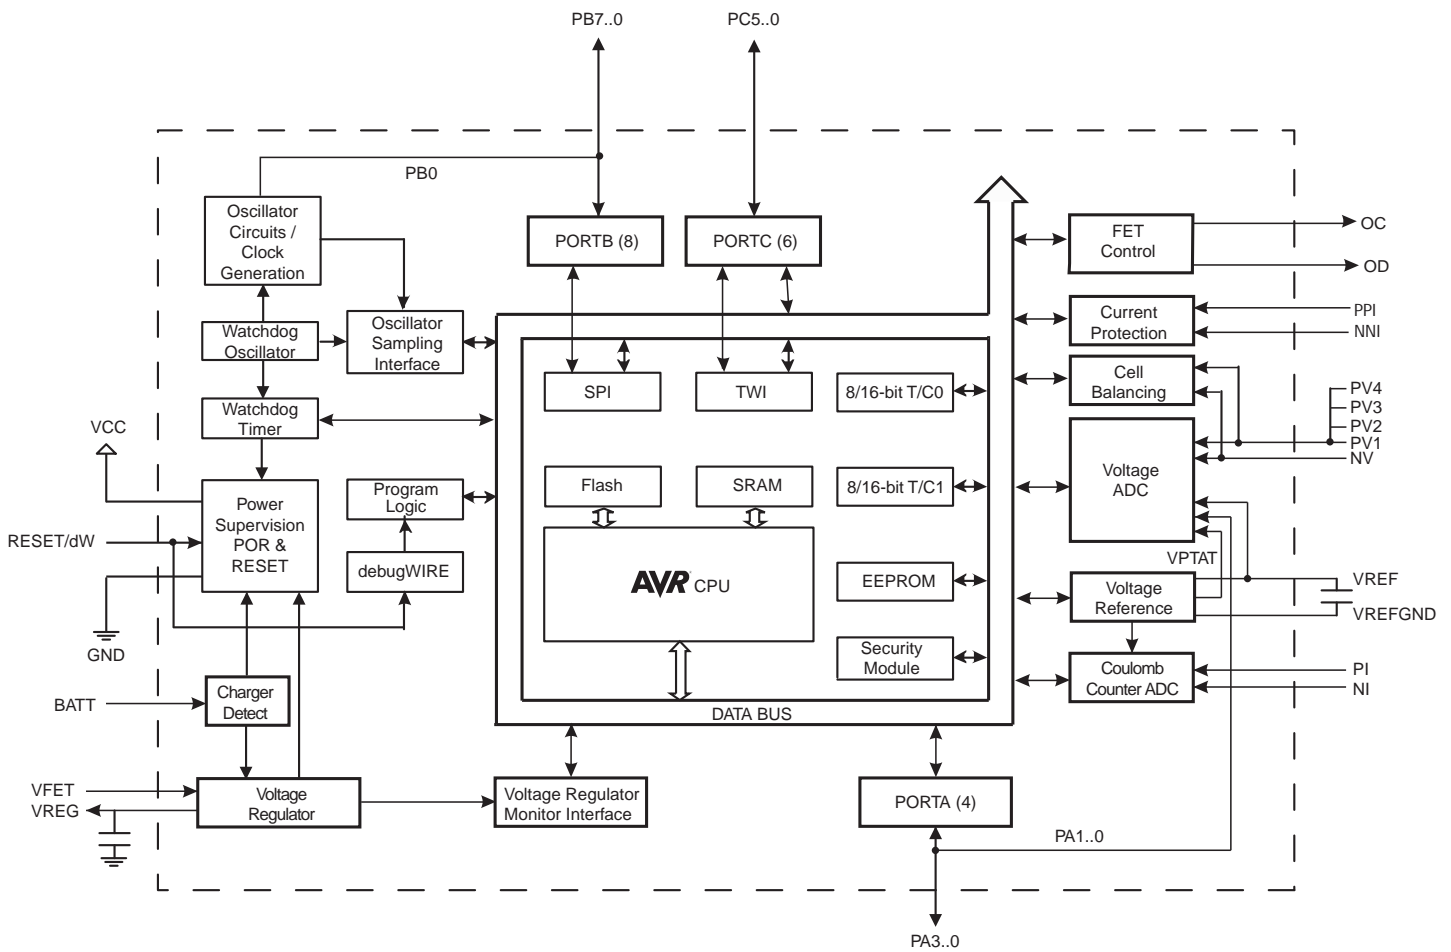 PB7..0
PC5..0
PB0
Oscillator
Circuits /
Clock
Generation
PORTB (8)
PORTC (6)
FET
Control
OC
OD
Watchdog
Oscillator
Oscillator
Sampling
Interface
Current
Protection
PPI
NNI
SPI
TWI
8/16-bit T/C0
Cell
Balancing
PV4
PV3
PV2
PV1
NV
Watchdog
Timer
VCC
Voltage
ADC
Power
Supervision
POR &
RESET
Program
Logic
Flash
SRAM
8/16-bit T/C1
RESET/dW
debugWIRE
AVR CPU
EEPROM
VPTAT
Voltage
Reference
VREF
VREFGND
GND
Security
Module
Coulomb
Counter ADC
PI
NI
BATT
Charger
Detect
DATA BUS
VFET
VREG
Voltage
Regulator
Voltage Regulator
Monitor Interface
PORTA (4)
PA1..0
PA3..0